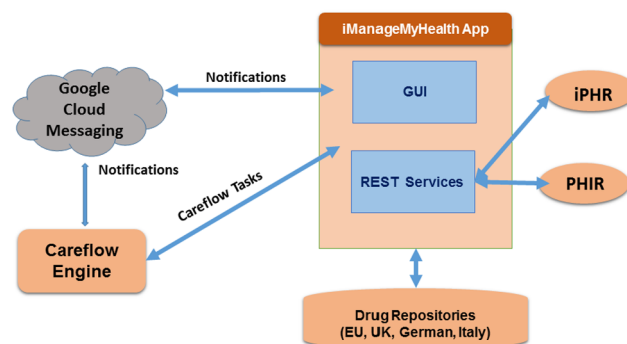 iManageMyHealth App
Google
Cloud
Messaging
Notifications
GUI
iPHR
Notifications
Careflow Tasks
REST Services
PHIR
Careflow
Engine
Drug Repositories
(EU, UK, German, Italy)